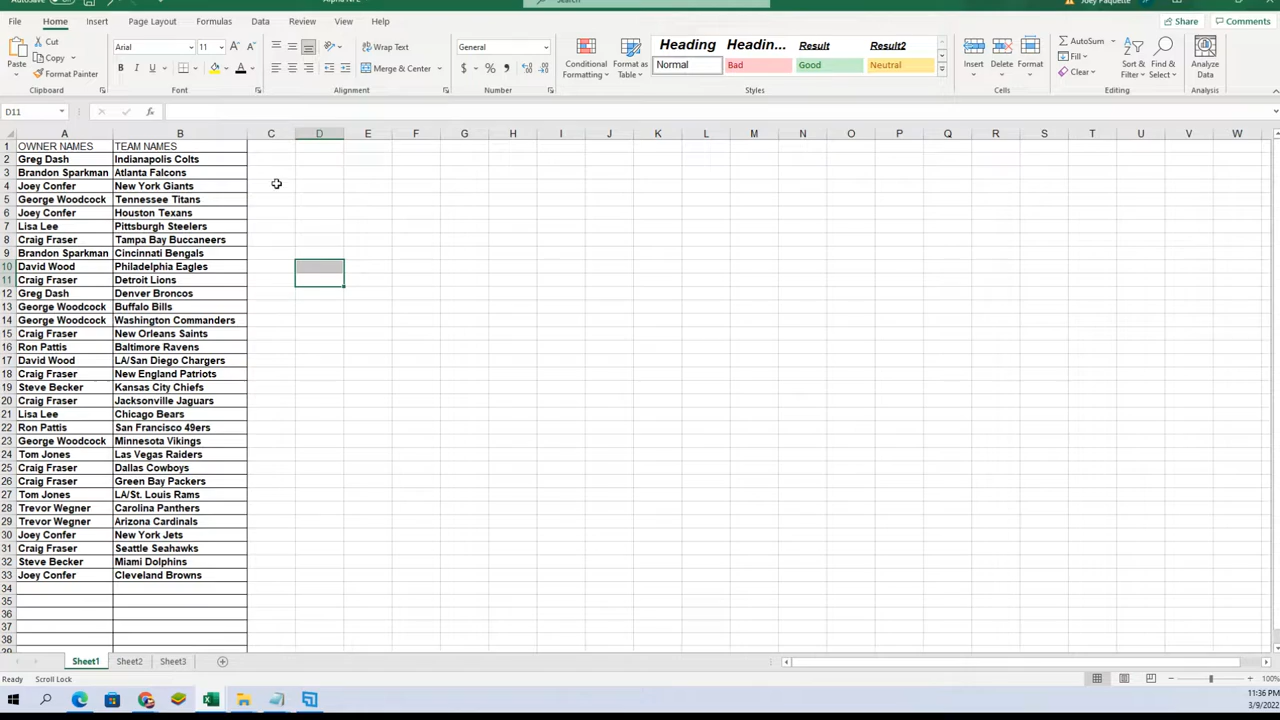 Search
File Home Insert Page Layout Formulas Data Review View Help Share Comments
Cut
Copy
Format Painter
Paste
Arial 11
Wrap Text
Merge & Center
General
Conditional Formatting
Format as Table
Heading Headin... Result Result2
Normal Bad Good Neutral
Insert Delete Format
AutoSum
Fill
Clear
Sort & Filter
Find & Select
Analyze Data
Clipboard Font Alignment Number Styles Cells Editing Analysis
D11 fx
A B C D E F G H I J K L M N O P Q R S T U V W
1 OWNER NAMES TEAM NAMES
2 Greg Dash Indianapolis Colts
3 Brandon Sparkman Atlanta Falcons
4 Joey Confer New York Giants
5 George Woodcock Tennessee Titans
6 Joey Confer Houston Texans
7 Lisa Lee Pittsburgh Steelers
8 Craig Fraser Tampa Bay Buccaneers
9 Brandon Sparkman Cincinnati Bengals
10 David Wood Philadelphia Eagles
11 Craig Fraser Detroit Lions
12 Greg Dash Denver Broncos
13 George Woodcock Buffalo Bills
14 George Woodcock Washington Commanders
15 Craig Fraser New Orleans Saints
16 Ron Pattis Baltimore Ravens
17 David Wood LA/San Diego Chargers
18 Craig Fraser New England Patriots
19 Steve Becker Kansas City Chiefs
20 Craig Fraser Jacksonville Jaguars
21 Lisa Lee Chicago Bears
22 Ron Pattis San Francisco 49ers
23 George Woodcock Minnesota Vikings
24 Tom Jones Las Vegas Raiders
25 Craig Fraser Dallas Cowboys
26 Craig Fraser Green Bay Packers
27 Tom Jones LA/St. Louis Rams
28 Trevor Wegner Carolina Panthers
29 Trevor Wegner Arizona Cardinals
30 Joey Confer New York Jets
31 Craig Fraser Seattle Seahawks
32 Steve Becker Miami Dolphins
33 Joey Confer Cleveland Browns
34
35
36
37
38
Sheet1 Sheet2 Sheet3
Ready Scroll Lock 100%
11:36 PM
3/9/2022